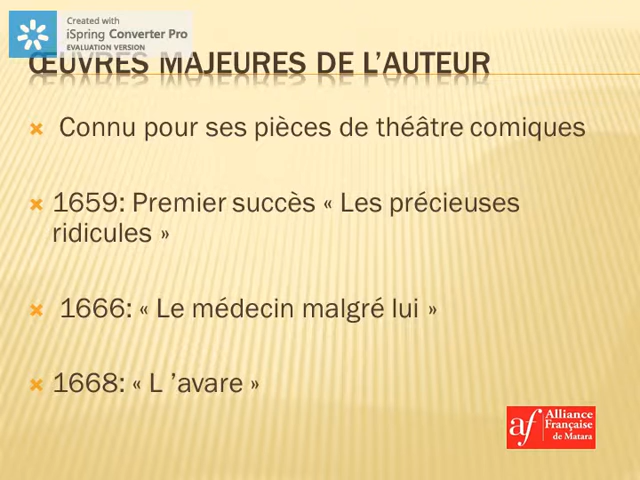 Created with
iSpring Converter Pro
EVALUATION VERSION
ŒUVRES MAJEURES DE L'AUTEUR
Connu pour ses pièces de théâtre comiques
1659: Premier succès « Les précieuses
ridicules »
1666: « Le médecin malgré lui »
1668: « L ’avare »
af Alliance
Française
de Matara